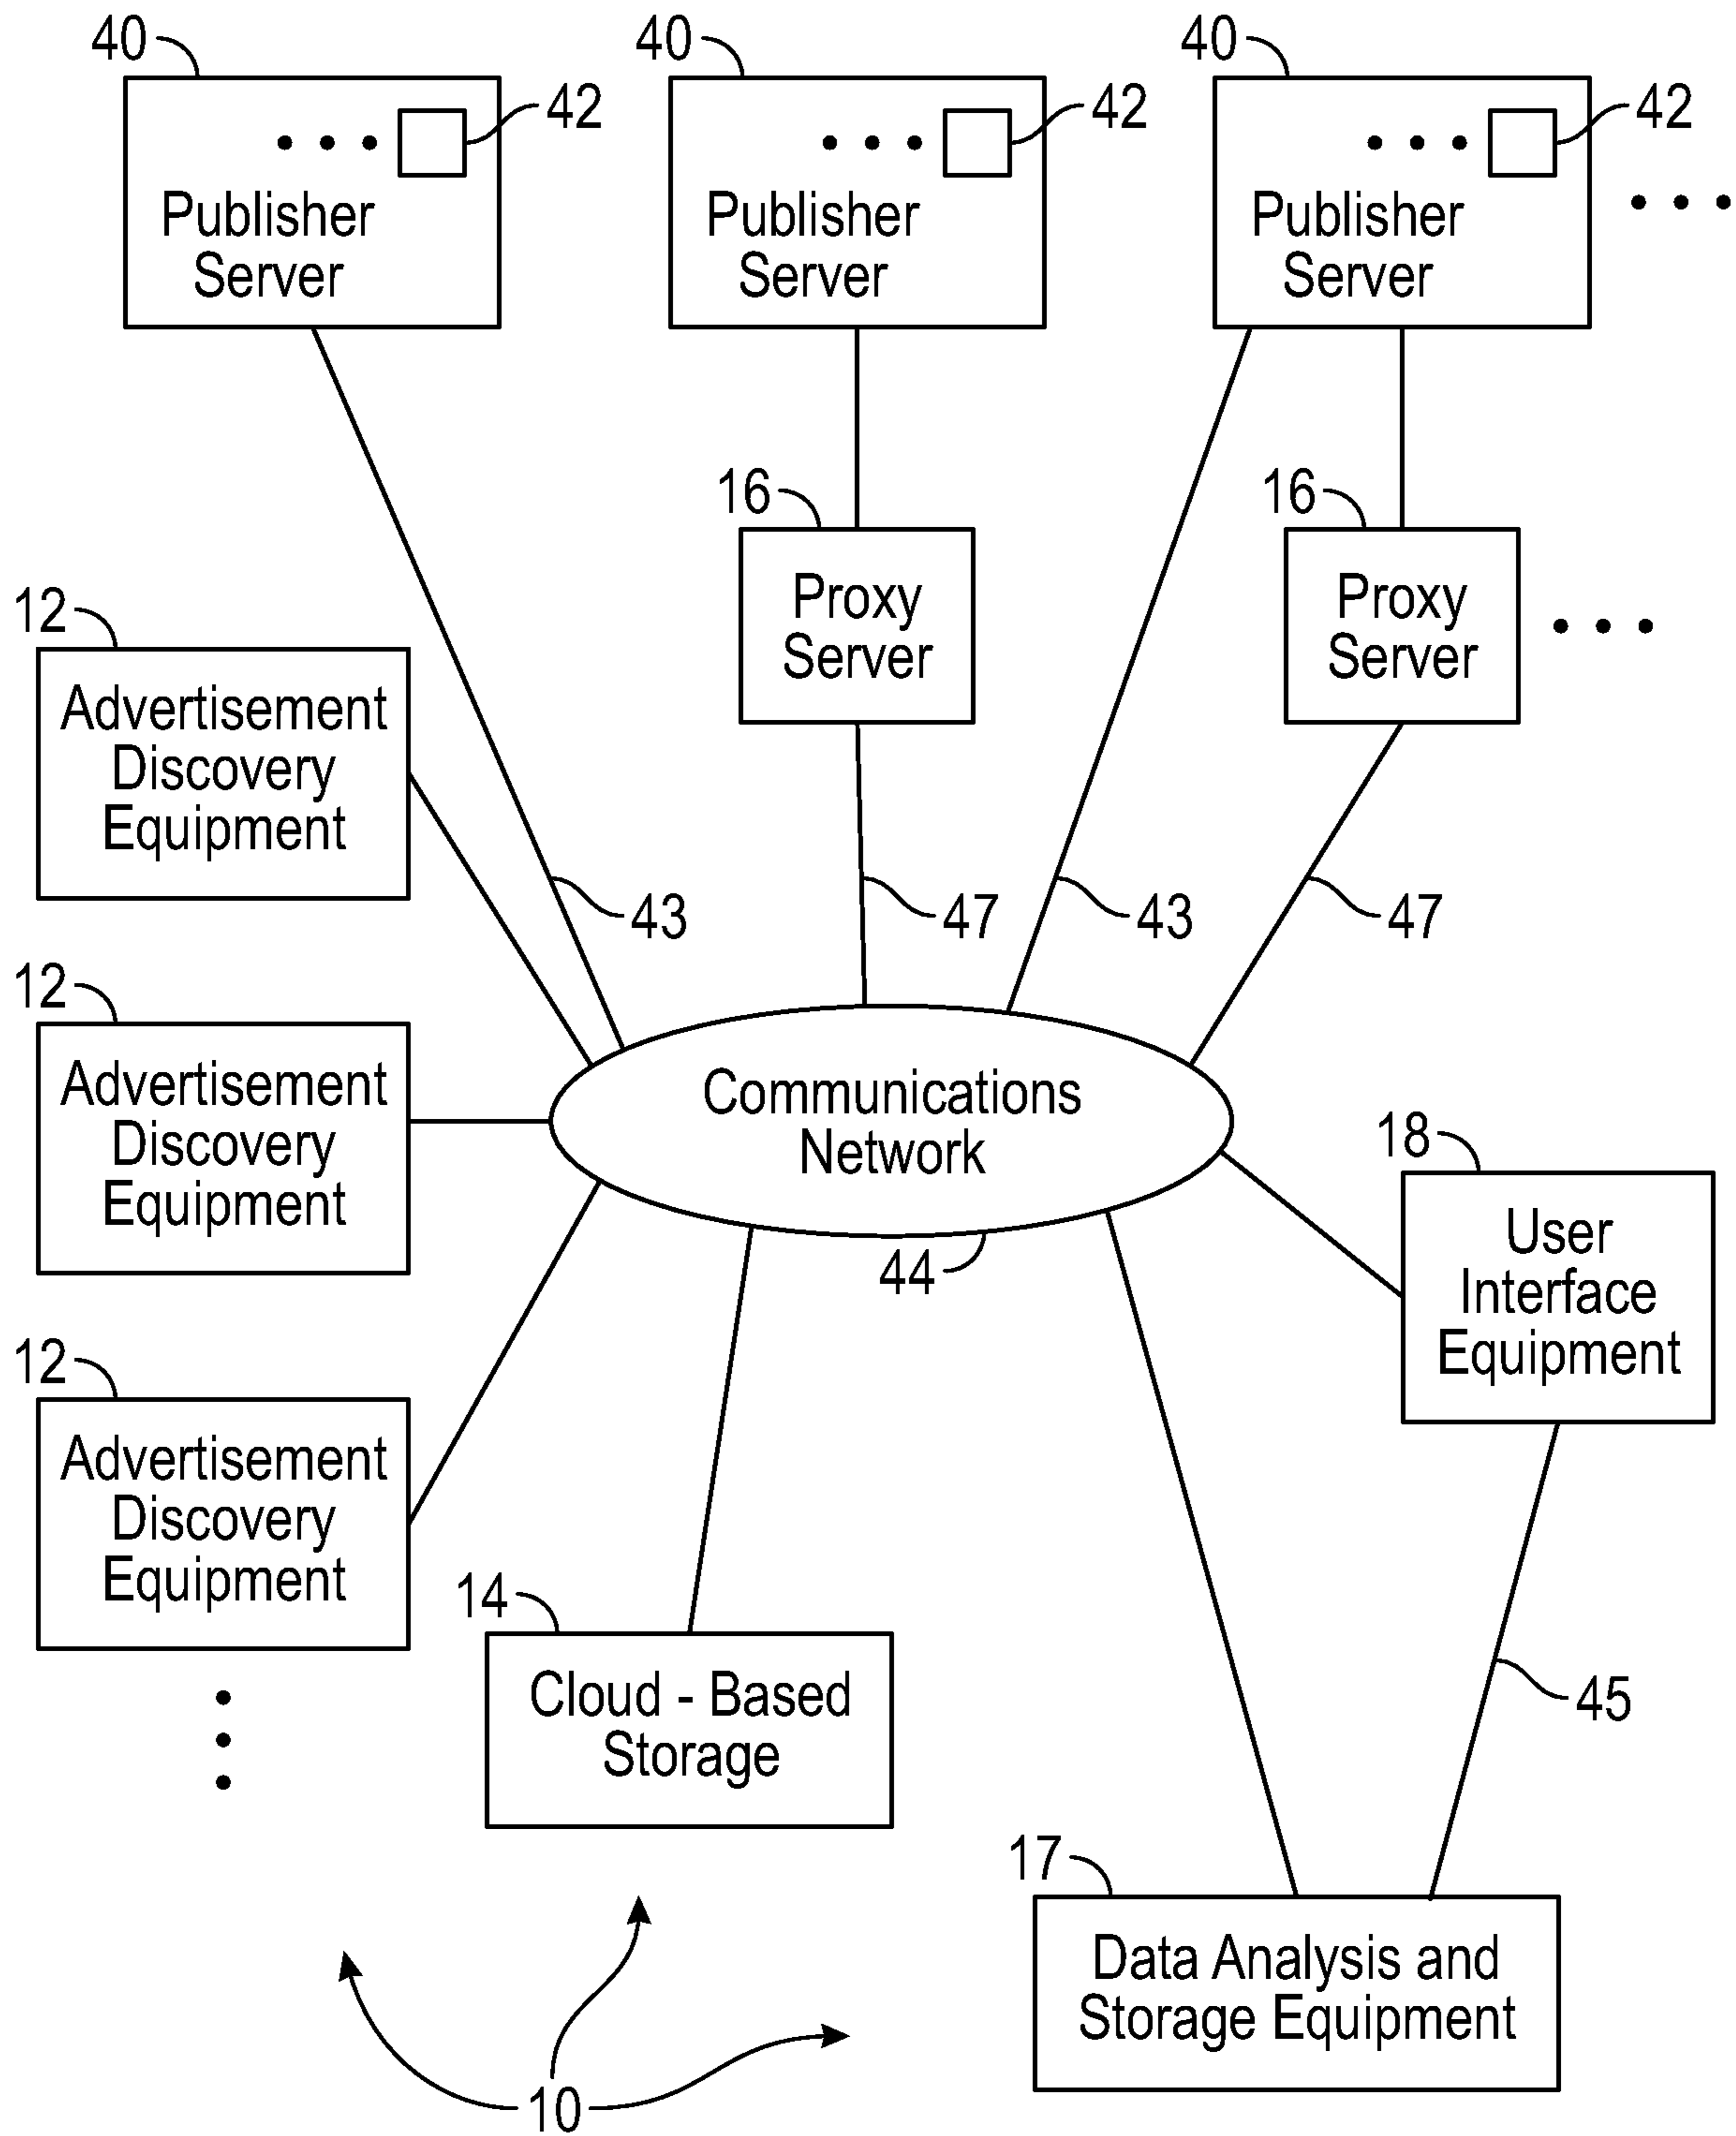 40
40
40
42
42
42
Publisher
Server
Publisher
Server
Publisher
Server
16
16
Proxy
Server
Proxy
Server
12
Advertisement
Discovery
Equipment
43
47
43
47
12
Advertisement
Discovery
Equipment
Communications
Network
44
18
User
Interface
Equipment
12
Advertisement
Discovery
Equipment
14
Cloud - Based
Storage
45
17
Data Analysis and
Storage Equipment
10